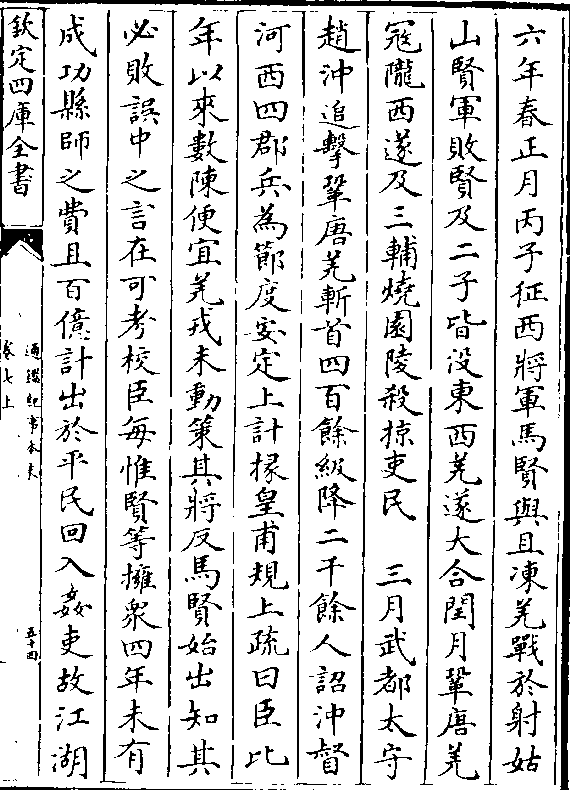 六年春正月丙子征西將軍馬賢與且凍羌戰於射姑
山賢軍敗賢及二子皆没東西羌遂大合閏月鞏唐羌
冦隴西遂及三輔燒園陵殺掠吏民　三月武都太守
趙沖追擊鞏唐羌斬首四百餘級降二千餘人詔沖督
河西四郡兵為節度安定上計掾皇甫規上疏曰臣比
年以來數陳便宜羌戎未動策其將反馬賢始出知其
必敗誤中之言在可考校臣每惟賢等擁衆四年未有
成功縣師之費且百億計出於平民回入姦吏故江湖
欽定四庫全書
通鑑紀事本末
卷七上
五十四